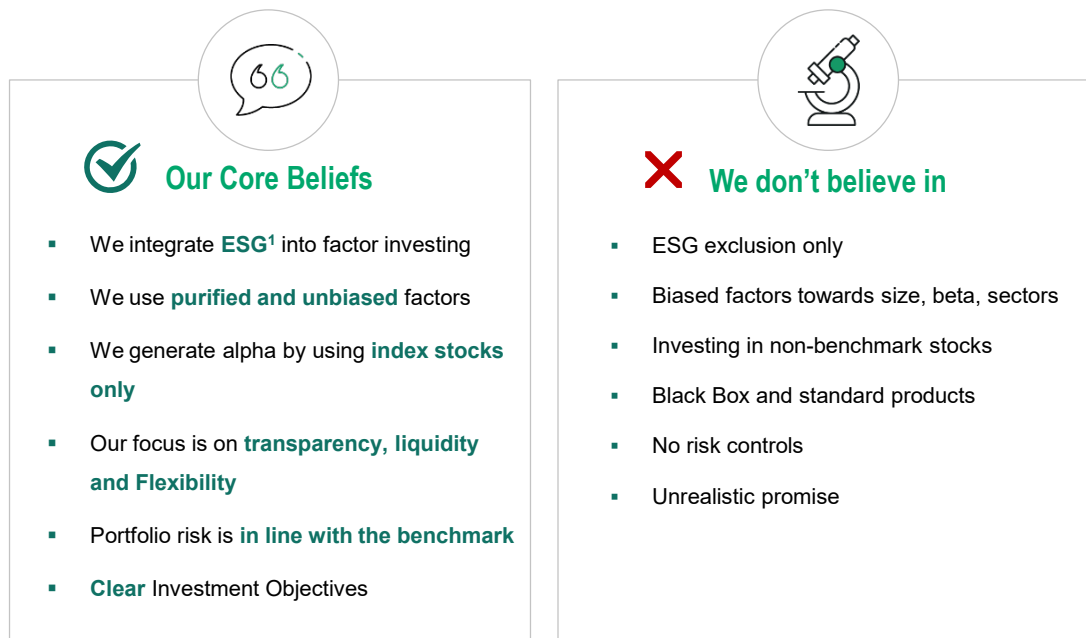 Our Core Beliefs
▪ We integrate ESG¹ into factor investing
▪ We use purified and unbiased factors
▪ We generate alpha by using index stocks
only
▪ Our focus is on transparency, liquidity
and Flexibility
▪ Portfolio risk is in line with the benchmark
▪ Clear Investment Objectives
We don’t believe in
▪ ESG exclusion only
▪ Biased factors towards size, beta, sectors
▪ Investing in non-benchmark stocks
▪ Black Box and standard products
▪ No risk controls
▪ Unrealistic promise